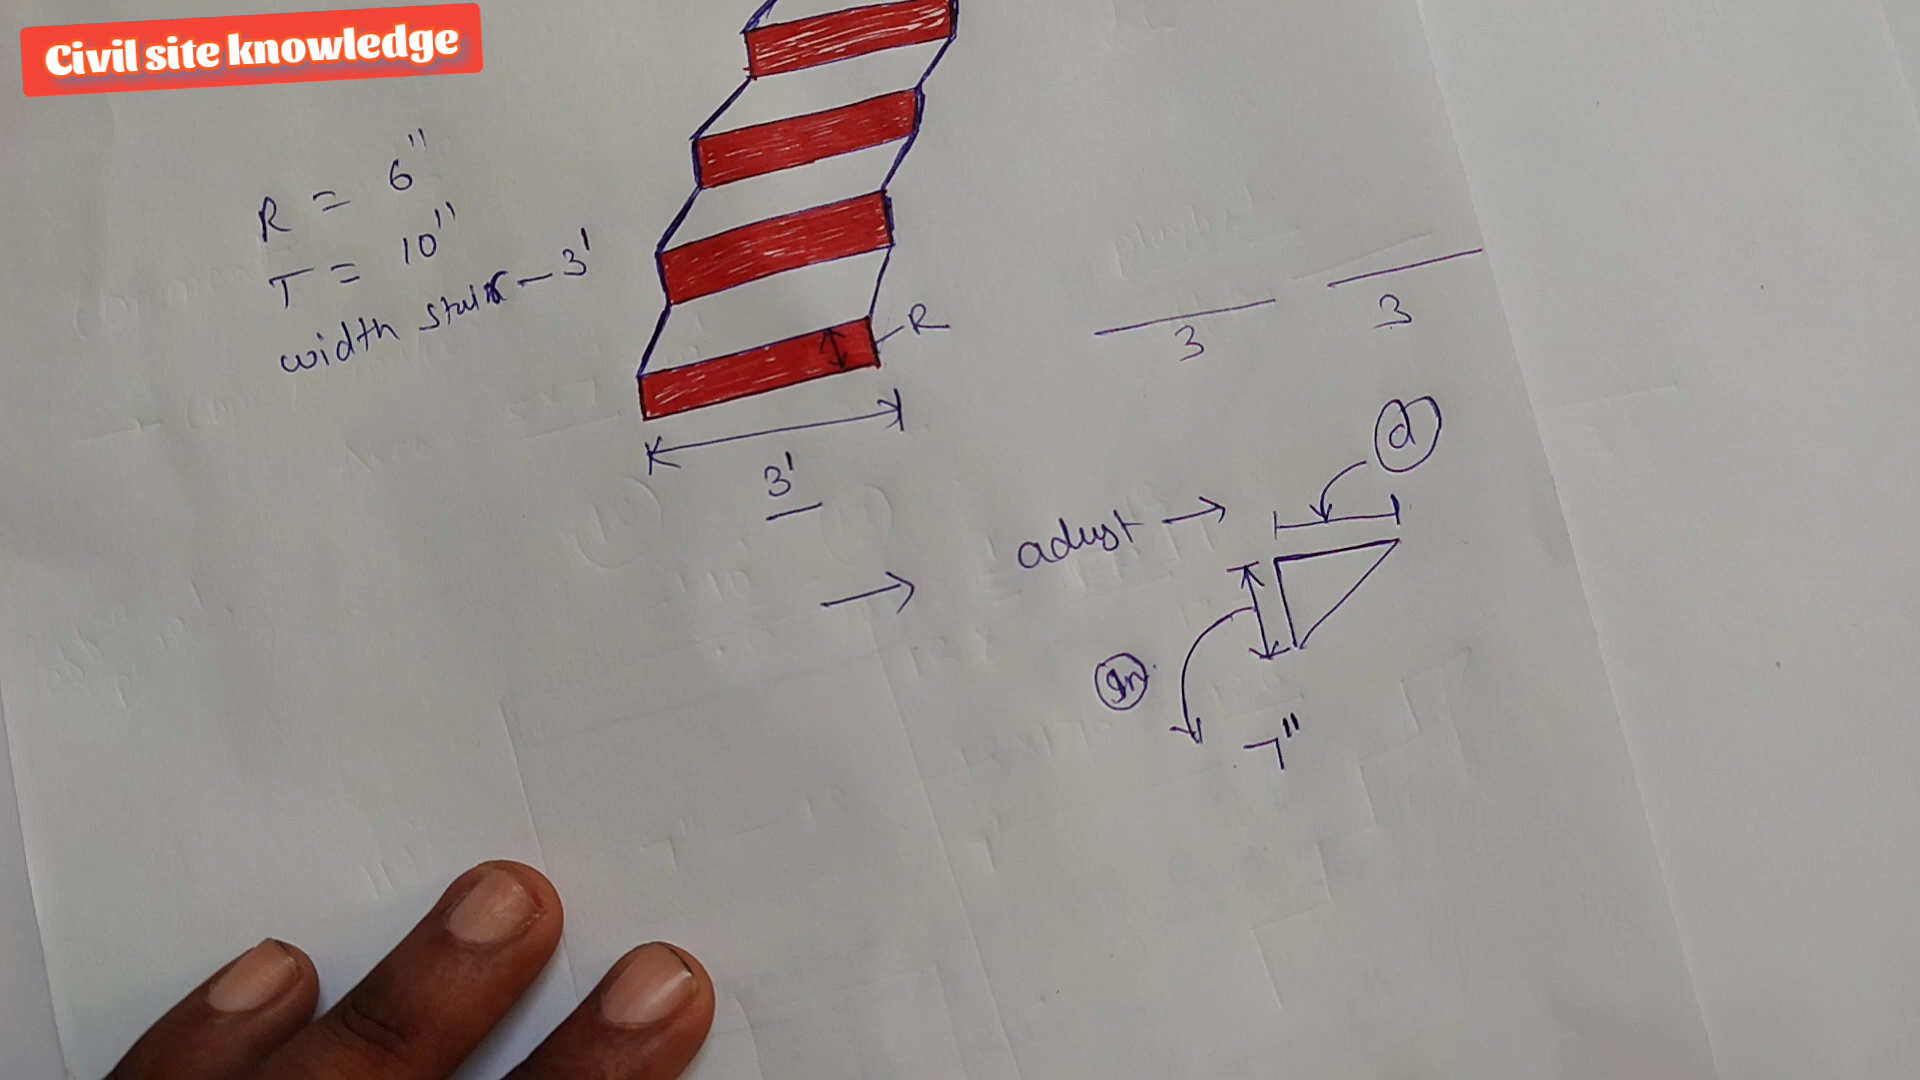 Civil site knowledge
R = 6"
T = 10"
width stair - 3'
R
3'
3
3
adust →
d
7"